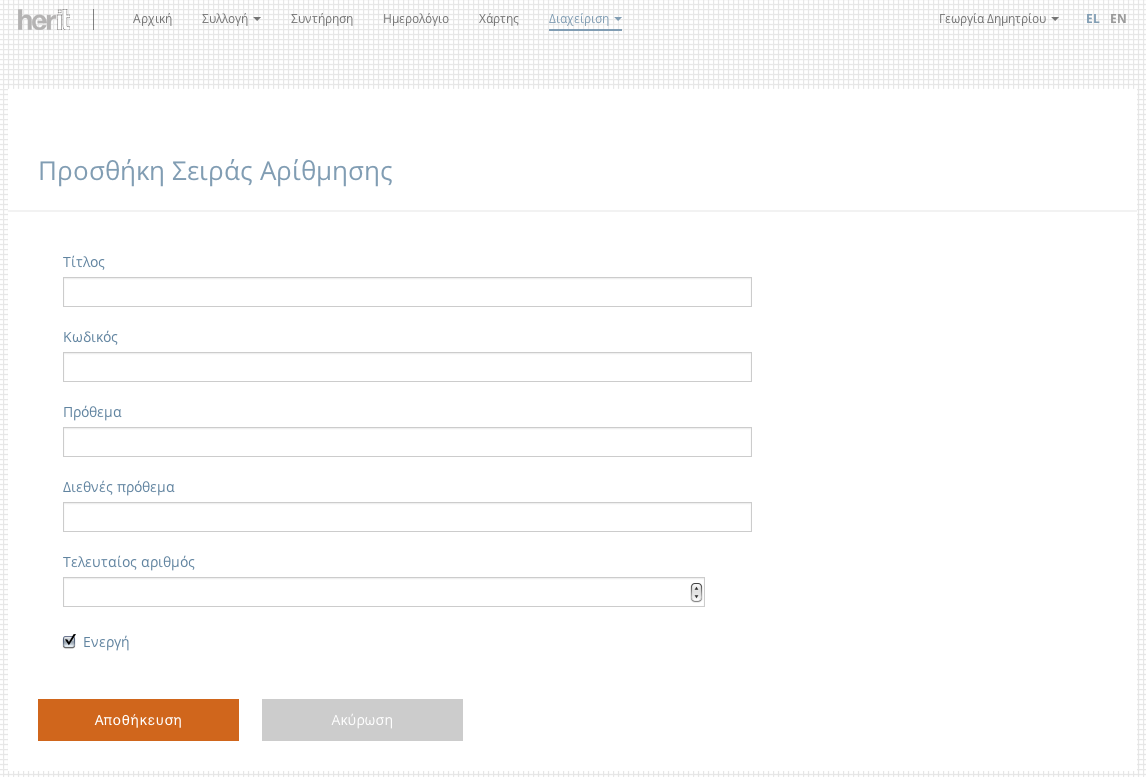 herit Αρχική Συλλογή Συντήρηση Ημερολόγιο Χάρτης Διαχείριση Γεωργία Δημητρίου EL EN
Προσθήκη Σειράς Αρίθμησης
Τίτλος
Κωδικός
Πρόθεμα
Διεθνές πρόθεμα
Τελευταίος αριθμός
Ενεργή
Αποθήκευση Ακύρωση